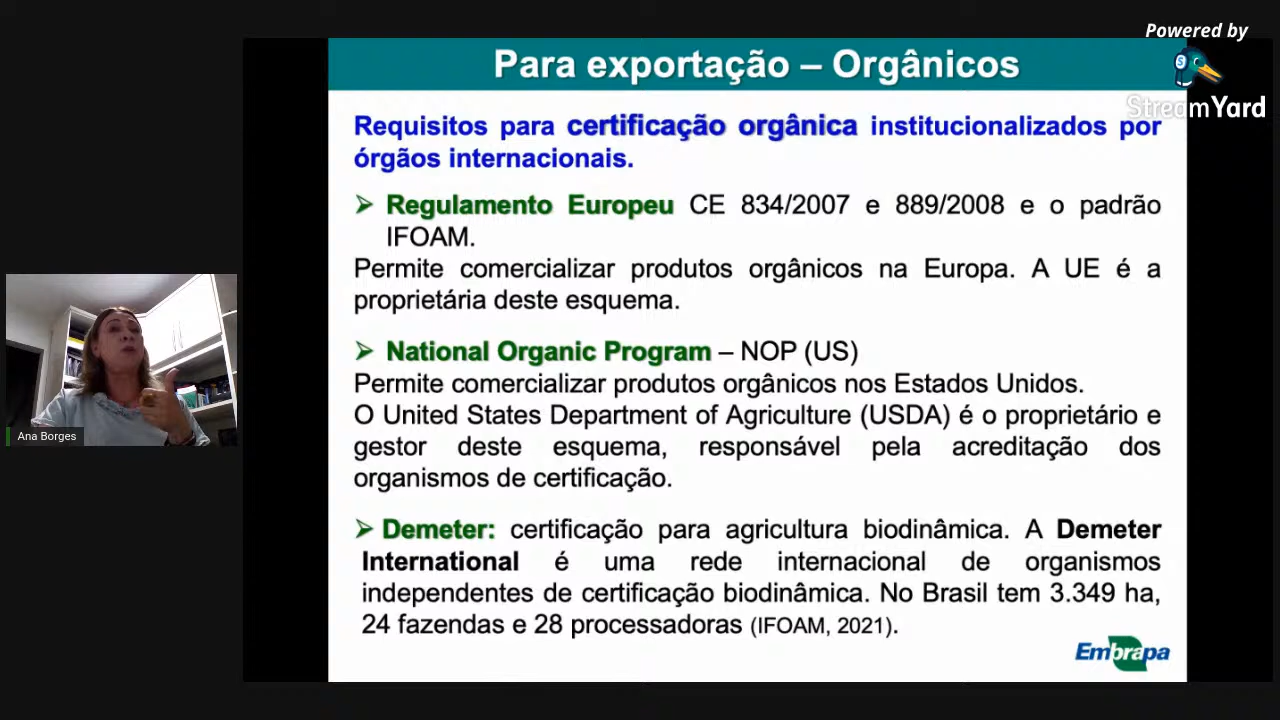 Powered by
StreamYard
Para exportação – Orgânicos
Requisitos para certificação orgânica institucionalizados por
órgãos internacionais.
➢ Regulamento Europeu CE 834/2007 e 889/2008 e o padrão
IFOAM.
Permite comercializar produtos orgânicos na Europa. A UE é a
proprietária deste esquema.
➢ National Organic Program – NOP (US)
Permite comercializar produtos orgânicos nos Estados Unidos.
O United States Department of Agriculture (USDA) é o proprietário e
gestor deste esquema, responsável pela acreditação dos
organismos de certificação.
➢ Demeter: certificação para agricultura biodinâmica. A Demeter
International é uma rede internacional de organismos
independentes de certificação biodinâmica. No Brasil tem 3.349 ha,
24 fazendas e 28 processadoras (IFOAM, 2021).
Embrapa
Ana Borges